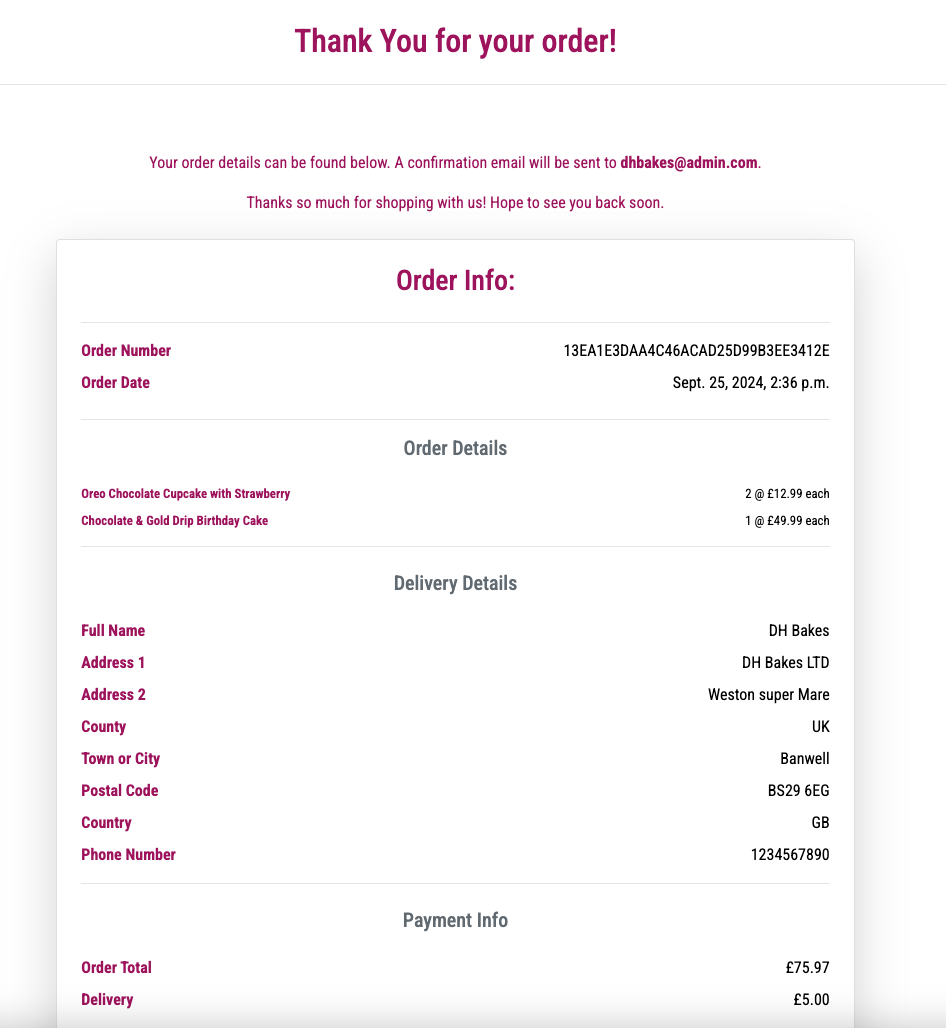 Thank You for your order!
Your order details can be found below. A confirmation email will be sent to dhbakes@admin.com.
Thanks so much for shopping with us! Hope to see you back soon.
Order Info:
Order Number 13EA1E3DAA4C46ACAD25D99B3EE3412E
Order Date Sept. 25, 2024, 2:36 p.m.
Order Details
Oreo Chocolate Cupcake with Strawberry 2 @ £12.99 each
Chocolate & Gold Drip Birthday Cake 1 @ £49.99 each
Delivery Details
Full Name DH Bakes
Address 1 DH Bakes LTD
Address 2 Weston super Mare
County UK
Town or City Banwell
Postal Code BS29 6EG
Country GB
Phone Number 1234567890
Payment Info
Order Total £75.97
Delivery £5.00